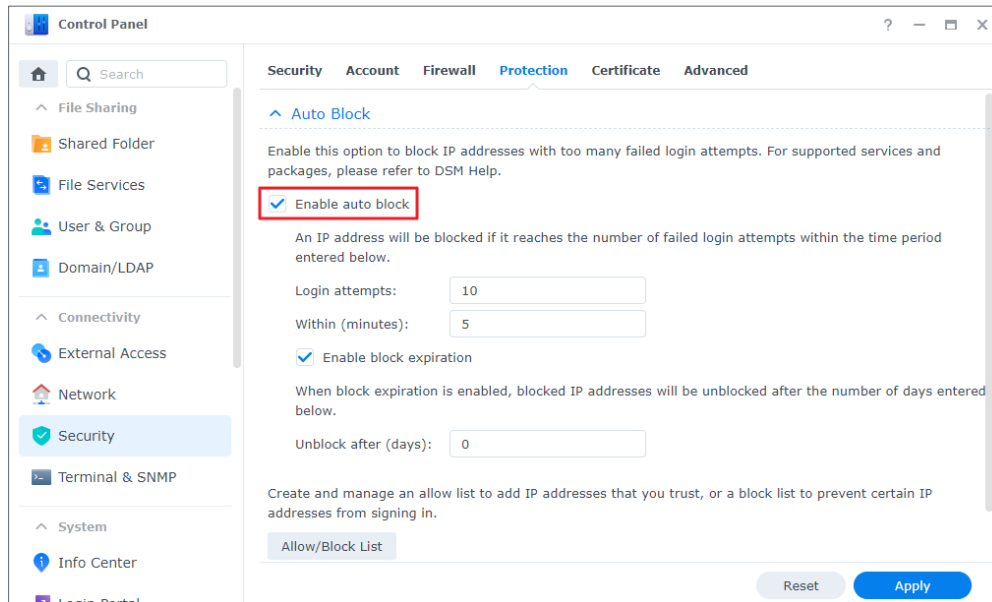 Control Panel
?
Search
File Sharing
Shared Folder
File Services
User & Group
Domain/LDAP
Connectivity
External Access
Network
Security
Terminal & SNMP
System
Info Center
Login Portal
Security Account Firewall Protection Certificate Advanced
Auto Block
Enable this option to block IP addresses with too many failed login attempts. For supported services and
packages, please refer to DSM Help.
Enable auto block
An IP address will be blocked if it reaches the number of failed login attempts within the time period
entered below.
Login attempts: 10
Within (minutes): 5
Enable block expiration
When block expiration is enabled, blocked IP addresses will be unblocked after the number of days entered
below.
Unblock after (days): 0
Create and manage an allow list to add IP addresses that you trust, or a block list to prevent certain IP
addresses from signing in.
Allow/Block List
Reset Apply